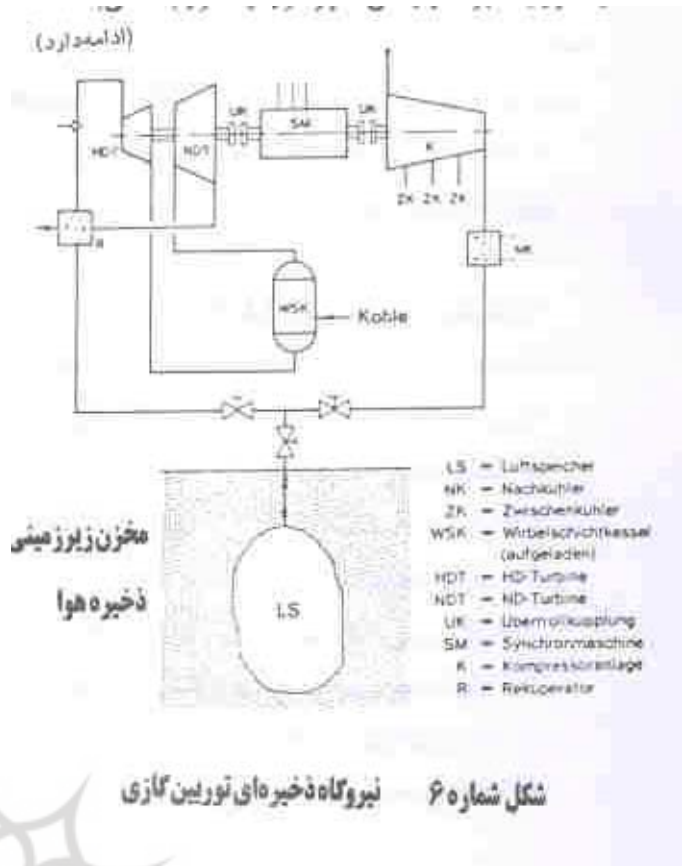 (ادامه‌دارد)
UK
SM
UK
HDT
NDT
K
ZK ZK ZK
R
NK
WSK
Kohle
LS = Luftspeicher
NK = Nachkühler
ZK = Zwischenkühler
WSK = Wirbelschichtkessel
(aufgeladen)
HDT = HD-Turbine
NDT = ND-Turbine
UK = Überholkupplung
SM = Synchronmaschine
K = Kompressoranlage
R = Rekuperator
مخزن زیرزمینی
ذخیره هوا
LS
شکل شماره ۶ نیروگاه ذخیره‌ای توربین گازی